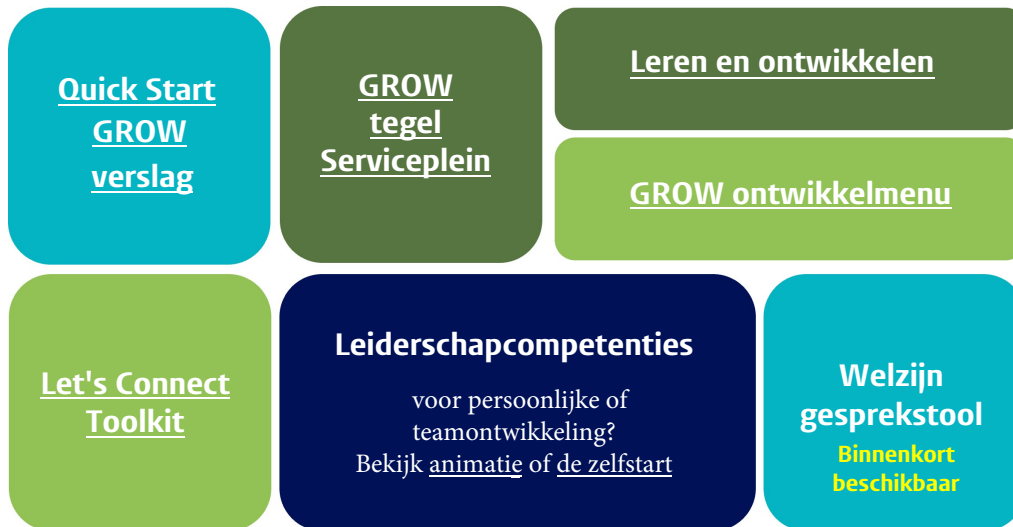 Quick Start
GROW
verslag
GROW
tegel
Serviceplein
Leren en ontwikkelen
GROW ontwikkelmenu
Let's Connect
Toolkit
Leiderschapcompetenties
voor persoonlijke of
teamontwikkeling?
Bekijk animatie of de zelfstart
Welzijn
gesprekstool
Binnenkort
beschikbaar